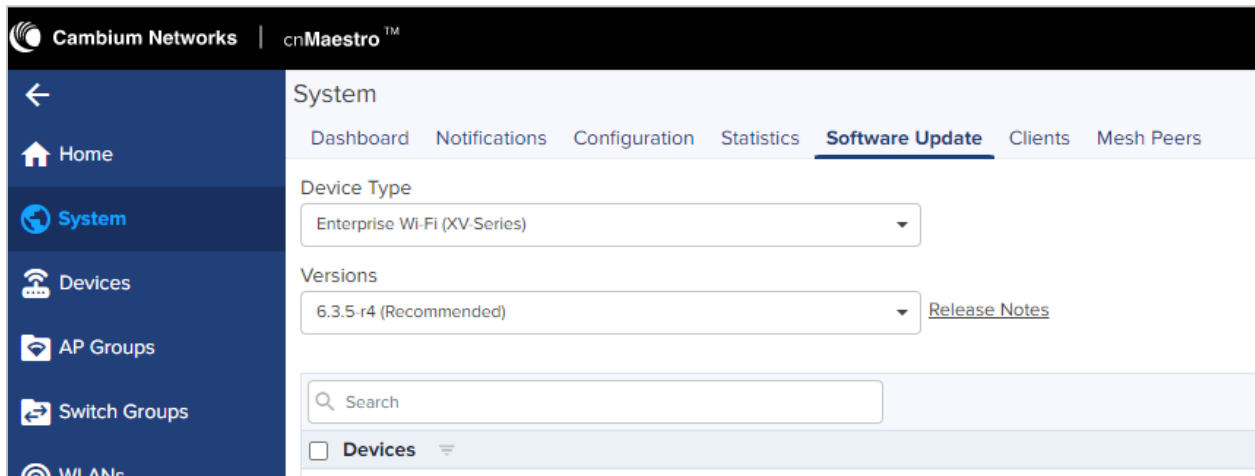 Cambium Networks | cnMaestro™
System
Dashboard Notifications Configuration Statistics Software Update Clients Mesh Peers
Home
Device Type
System
Enterprise Wi-Fi (XV-Series)
Devices
Versions
6.3.5-r4 (Recommended) Release Notes
AP Groups
Search
Switch Groups
Devices
WLANs